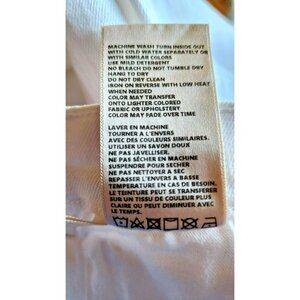 MACHINE WASH TURN INSIDE OUT
WITH COLD WATER SEPARATELY OR
WITH SIMILAR COLORS
USE MILD DETERGENT
NO BLEACH DO NOT TUMBLE DRY
HANG TO DRY
DO NOT DRY CLEAN
IRON ON REVERSE WITH LOW HEAT
WHEN NEEDED
COLOR MAY TRANSFER
ONTO LIGHTER COLORED
FABRIC OR UPHOLSTERY
COLOR MAY FADE OVER TIME
LAVER EN MACHINE
TOURNER A L'ENVERS
AVEC DES COULEURS SIMILAIRES.
UTILISER UN SAVON DOUX
NE PAS JAVELLISER.
NE PAS SÉCHER EN MACHINE
SUSPENDRE POUR SECHER
NE PAS NETTOYER A SEC
REPASSER L'ENVERS A BASSE
TEMPERATURE EN CAS DE BESOIN.
LE TEINTURE PEUT SE TRANSFERER
SUR UN TISSU DE COULEUR PLUS
CLAIRE OU PEUT DIMINUER AVEC
LE TEMPS.